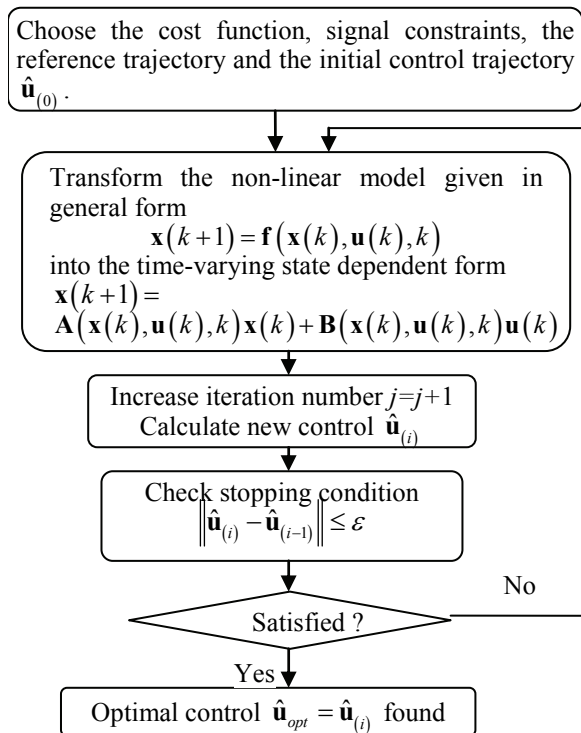 Choose the cost function, signal constraints, the
reference trajectory and the initial control trajectory
û₍₀₎ .
Transform the non-linear model given in
general form
x(k+1) = f(x(k),u(k),k)
into the time-varying state dependent form
x(k+1) =
A(x(k),u(k),k)x(k)+B(x(k),u(k),k)u(k)
Increase iteration number j=j+1
Calculate new control û₍ᵢ₎
Check stopping condition
‖û₍ᵢ₎ − û₍ᵢ₋₁₎‖ ≤ ε
No
Satisfied ?
Yes
Optimal control û_opt = û₍ᵢ₎ found